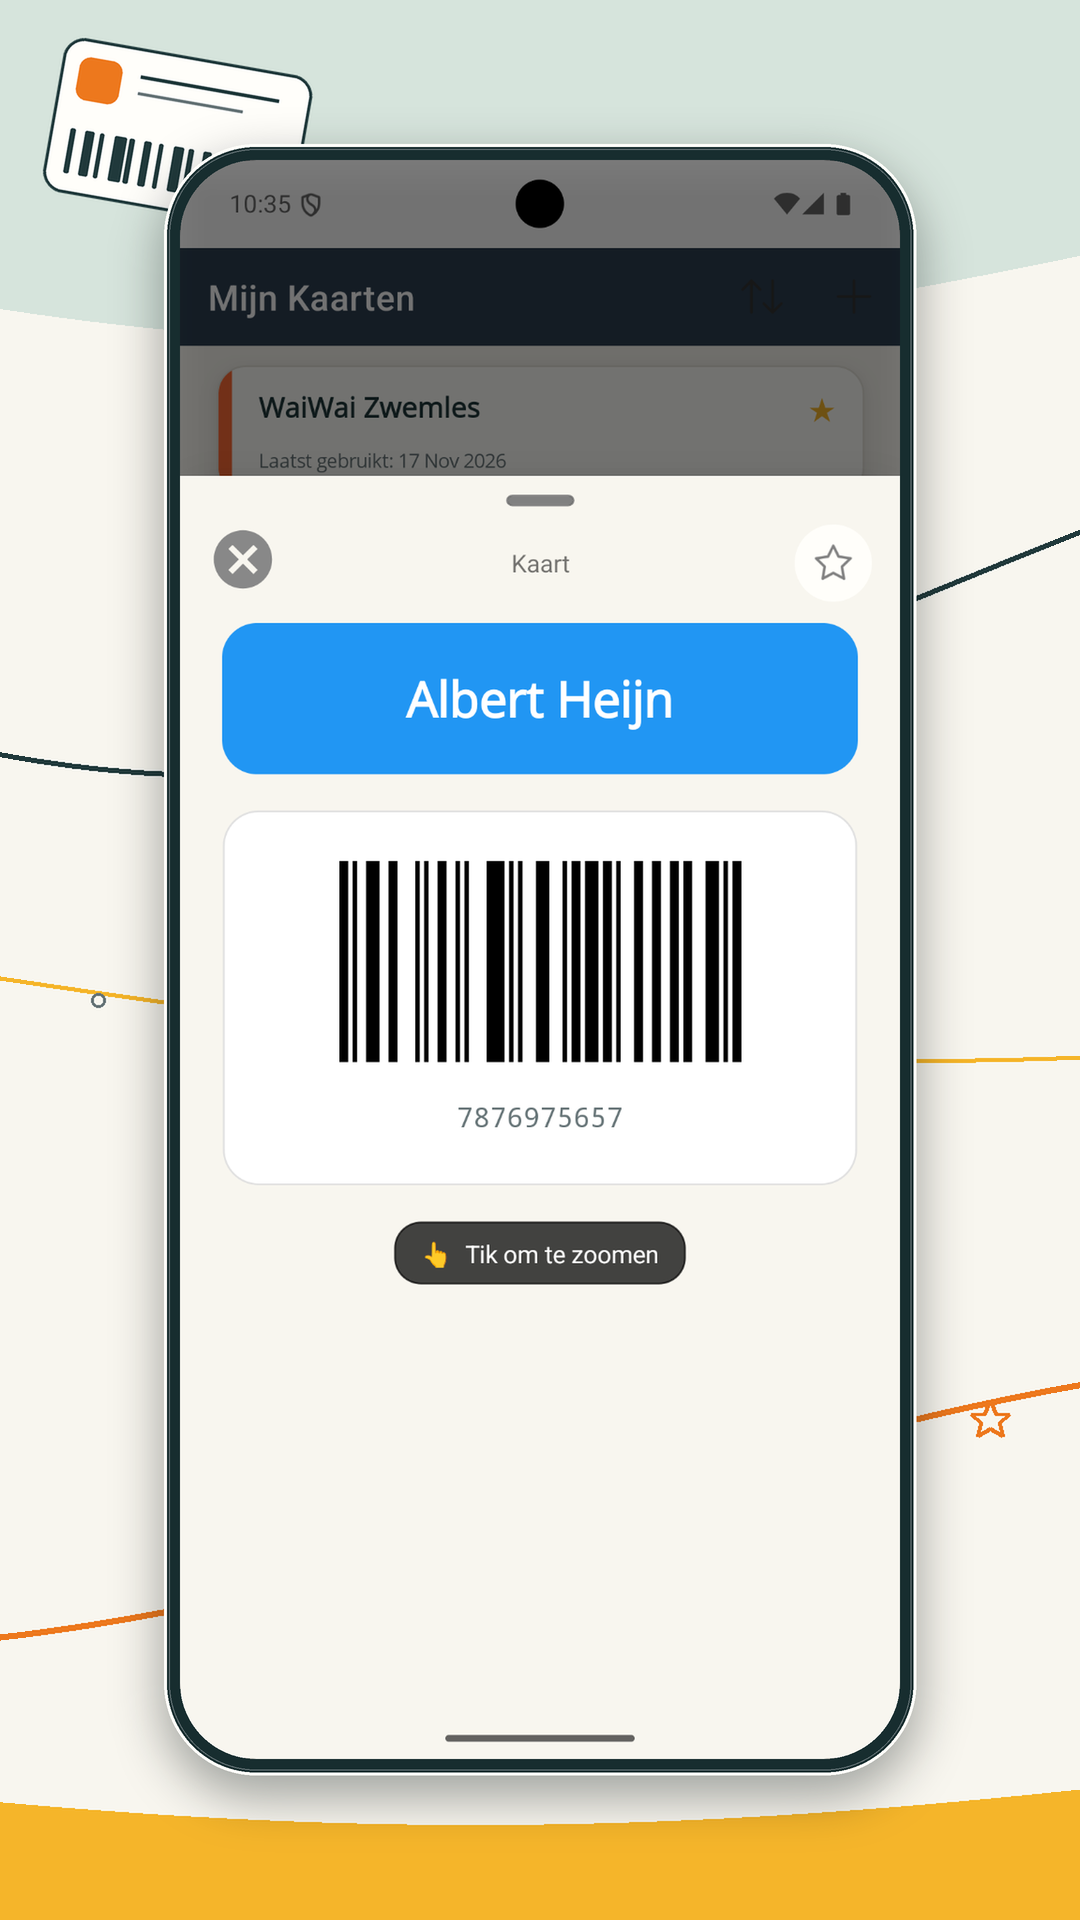 10:35
Mijn Kaarten
WaiWai Zwemles
Laatst gebruikt: 17 Nov 2026
Kaart
Albert Heijn
7876975657
Tik om te zoomen